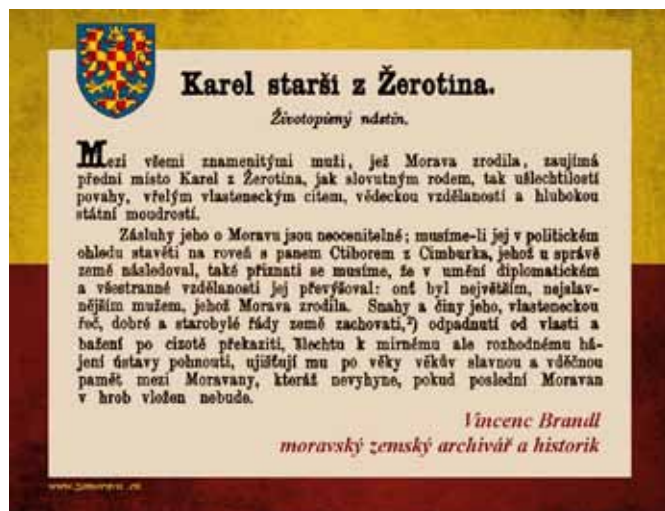 Karel starší z Žerotína.
Životopisný nástin.
Mezi všemi znamenitými muži, jež Morava zrodila, zaujímá
přední místo Karel z Žerotína, jak slovutným rodem, tak ušlechtilostí
povahy, vřelým vlasteneckým citem, vědeckou vzdělaností a hlubokou
státní moudrostí.
Zásluhy jeho o Moravu jsou neocenitelné; musíme-li jej v politickém
ohledu stavěti na roveň s panem Ctiborem z Cimburka, jehož u správě
země následoval, také přiznati se musíme, že v umění diplomatickém
a všestranné vzdělanosti jej převyšoval: onť byl největším, nejslav-
nějším mužem, jehož Morava zrodila. Snahy a činy jeho, vlasteneckou
řeč, dobré a starobylé řády země zachovati,²) odpadnutí od vlasti a
bažení po cizotě překaziti, šlechtu k mírnému ale rozhodnému há-
jení ústavy pohnouti, ujišťují mu po věky věkův slavnou a vděčnou
paměť mezi Moravany, kteráž nevyhyne, pokud poslední Moravan
v hrob vložen nebude.
Vincenc Brandl
moravský zemský archivář a historik